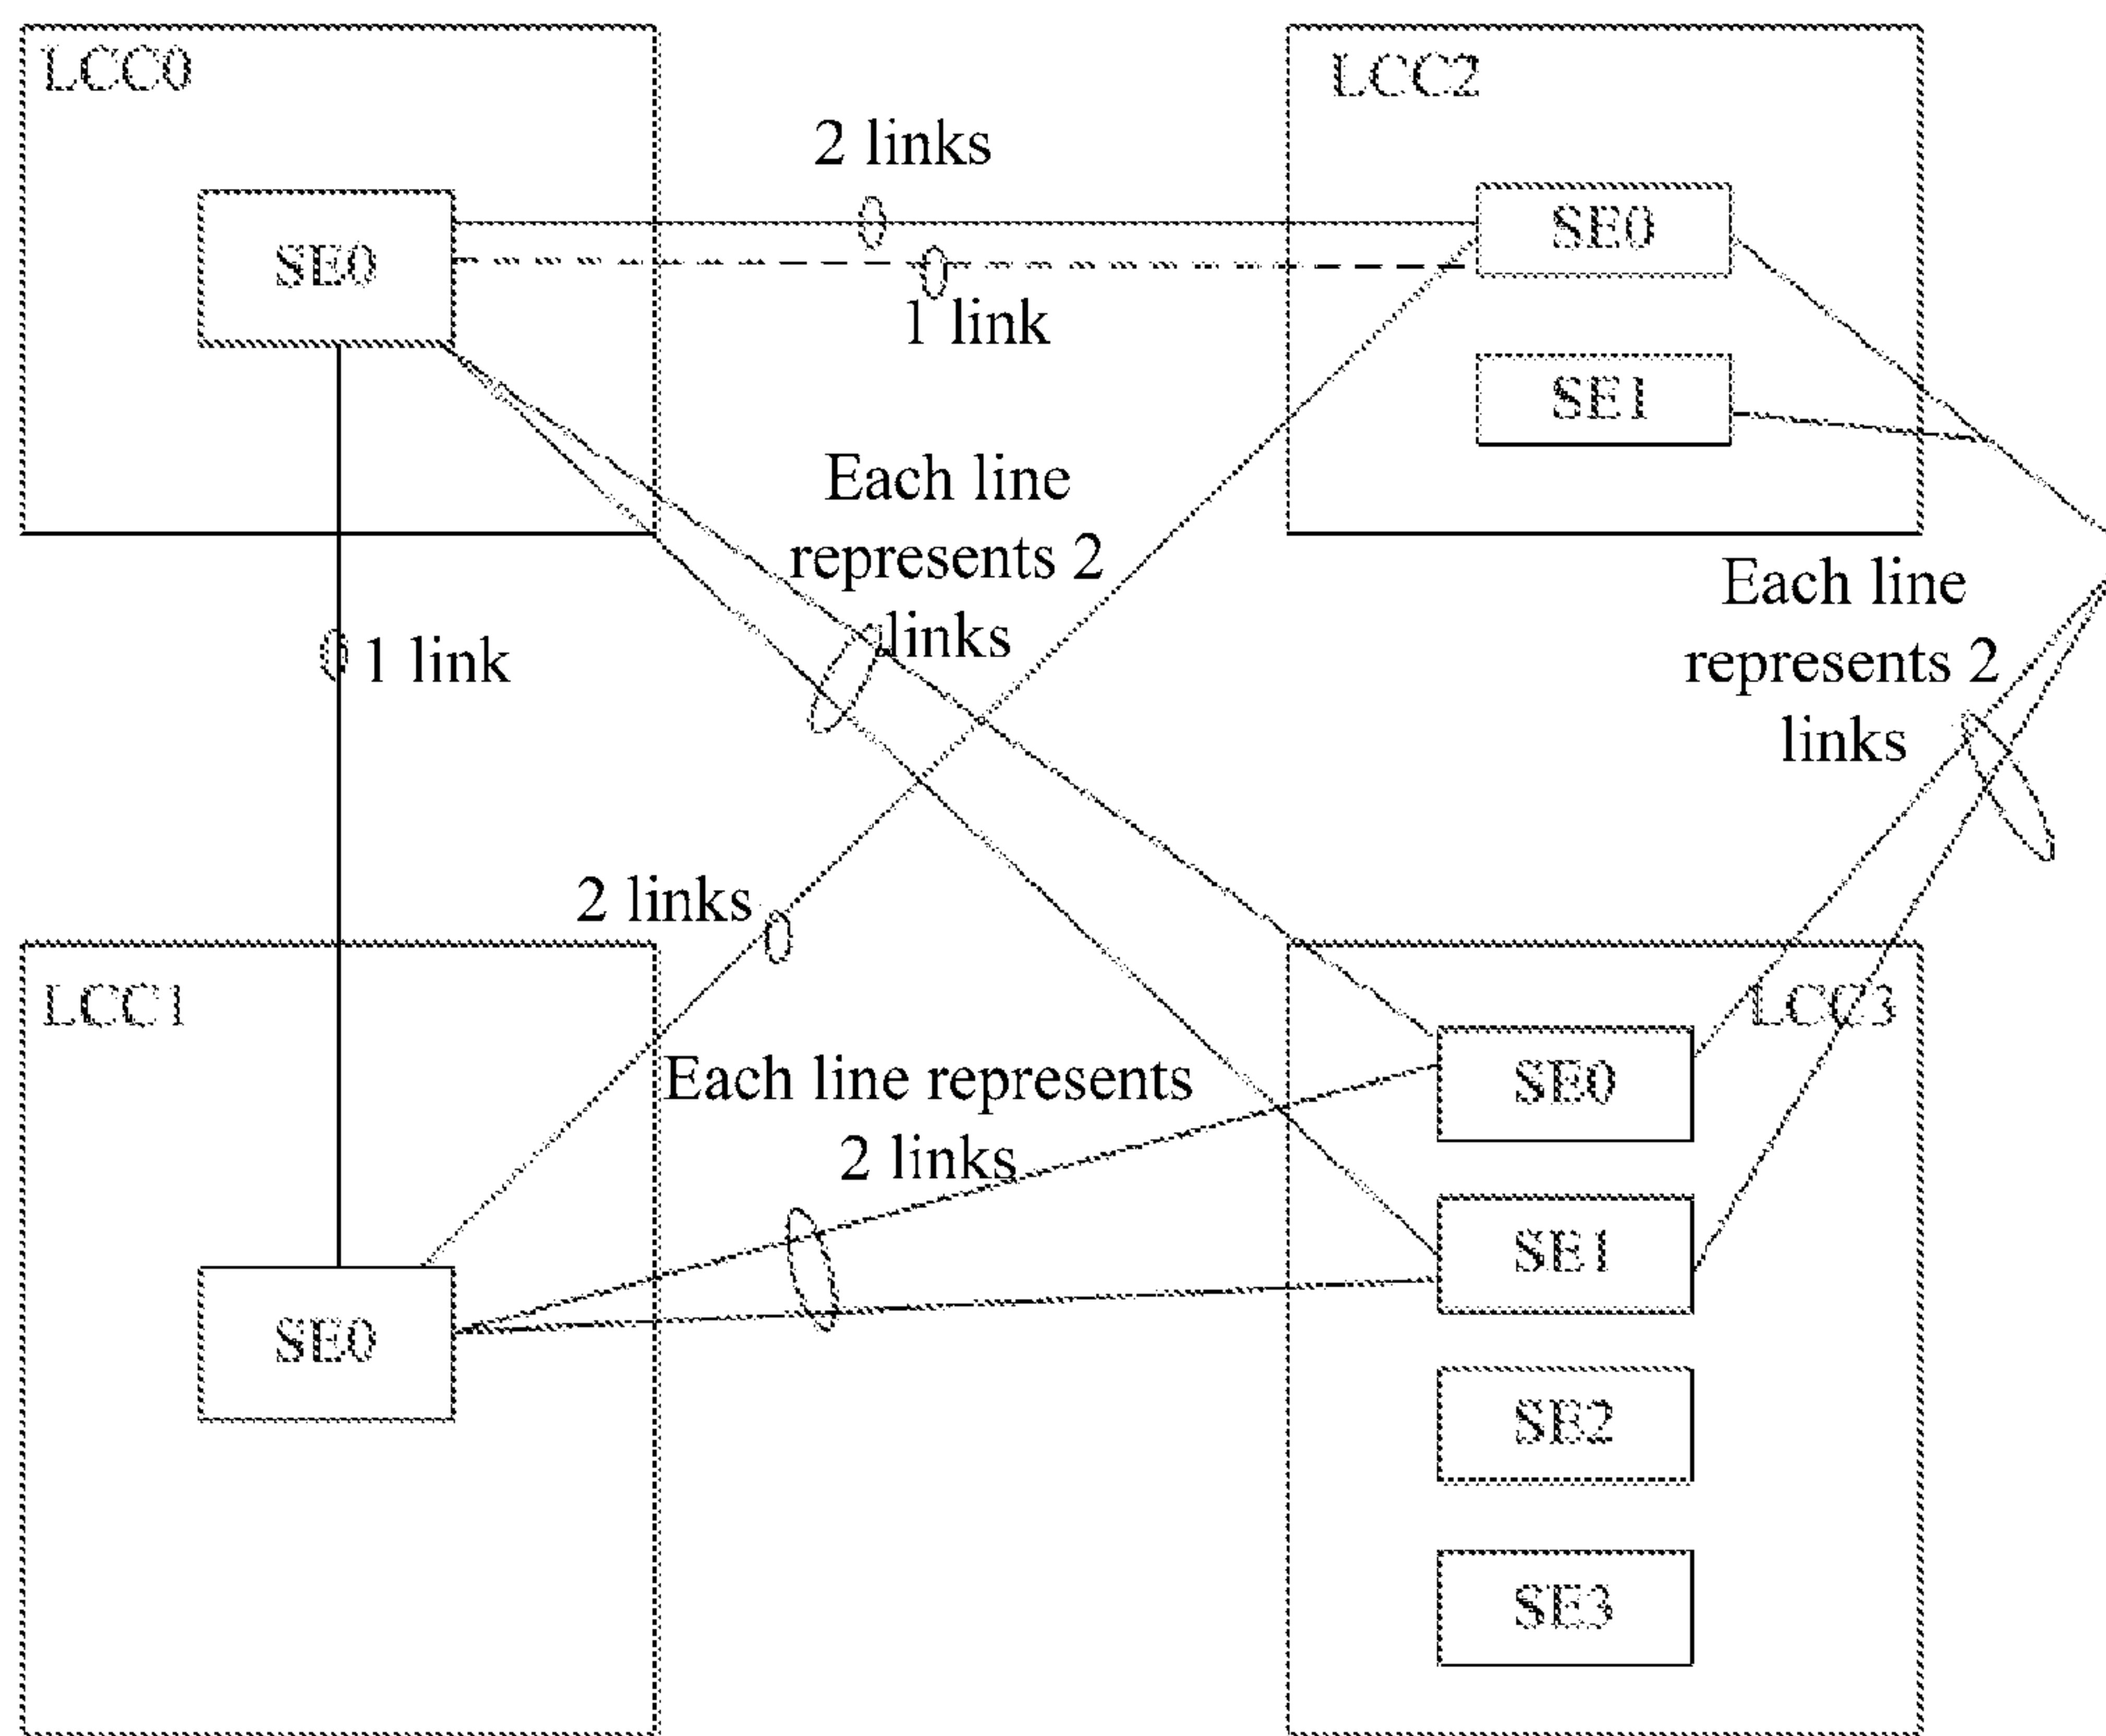 LCC0
LCC2
2 links
SE0
SE0
1 link
SE1
Each line
represents 2
links
Each line
represents 2
links
1 link
2 links
LCC1
LCC3
Each line represents
2 links
SE0
SE1
SE0
SE2
SE3